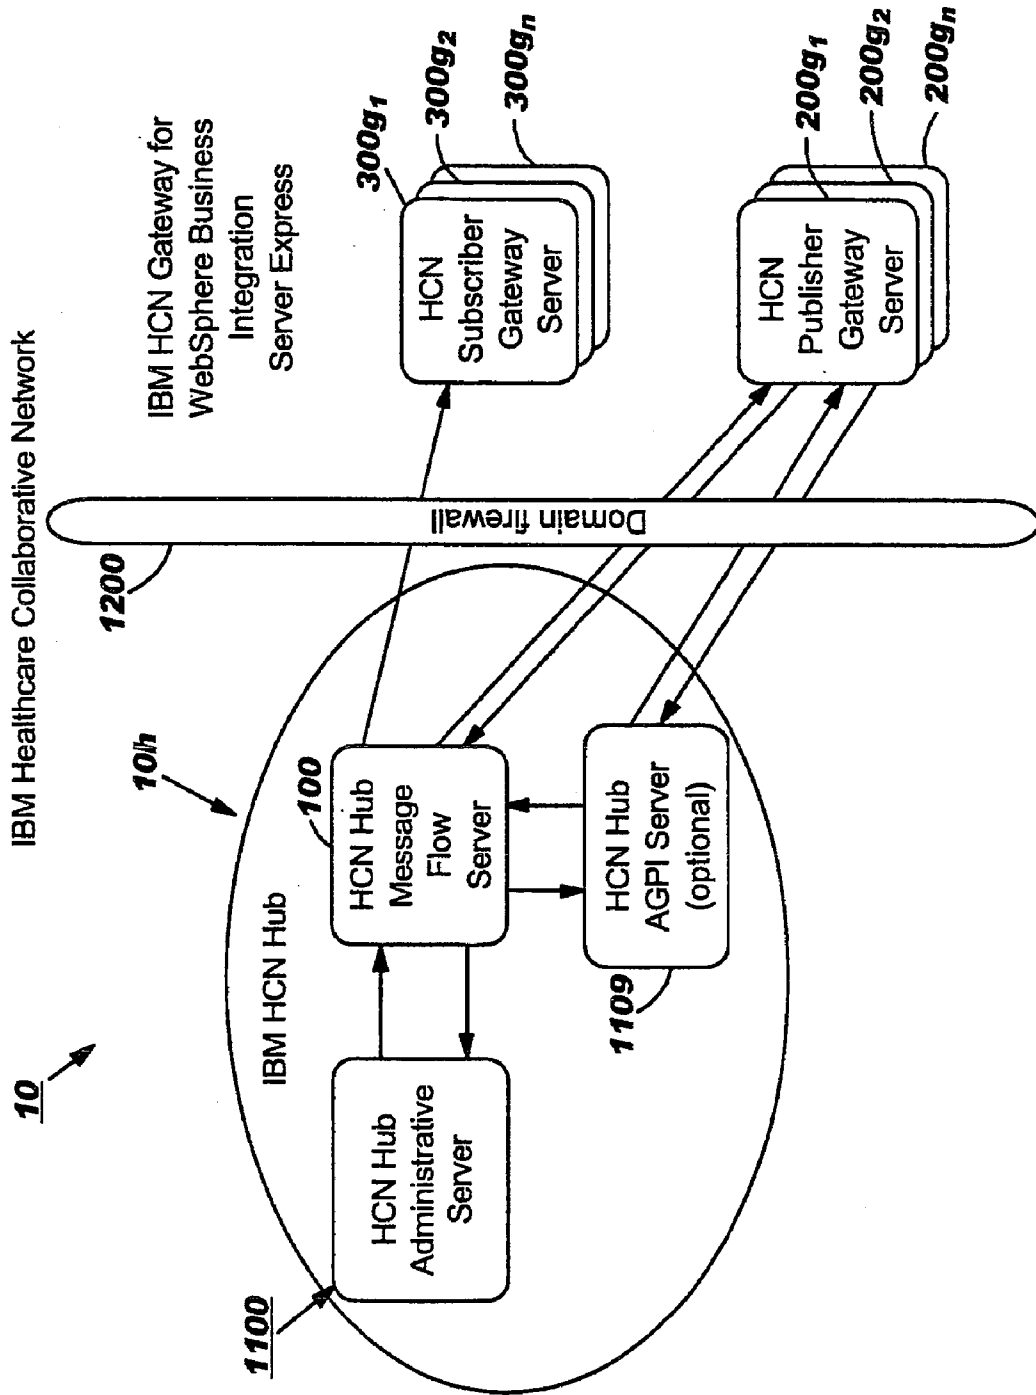 IBM Healthcare Collaborative Network
10
10h
IBM HCN Hub
1100
HCN Hub
Administrative
Server
100
HCN Hub
Message
Flow
Server
1109
HCN Hub
AGPI Server
(optional)
1200
Domain firewall
IBM HCN Gateway for
WebSphere Business
Integration
Server Express
300g1
300g2
300gn
HCN
Subscriber
Gateway
Server
HCN
Publisher
Gateway
Server
200g1
200g2
200gn